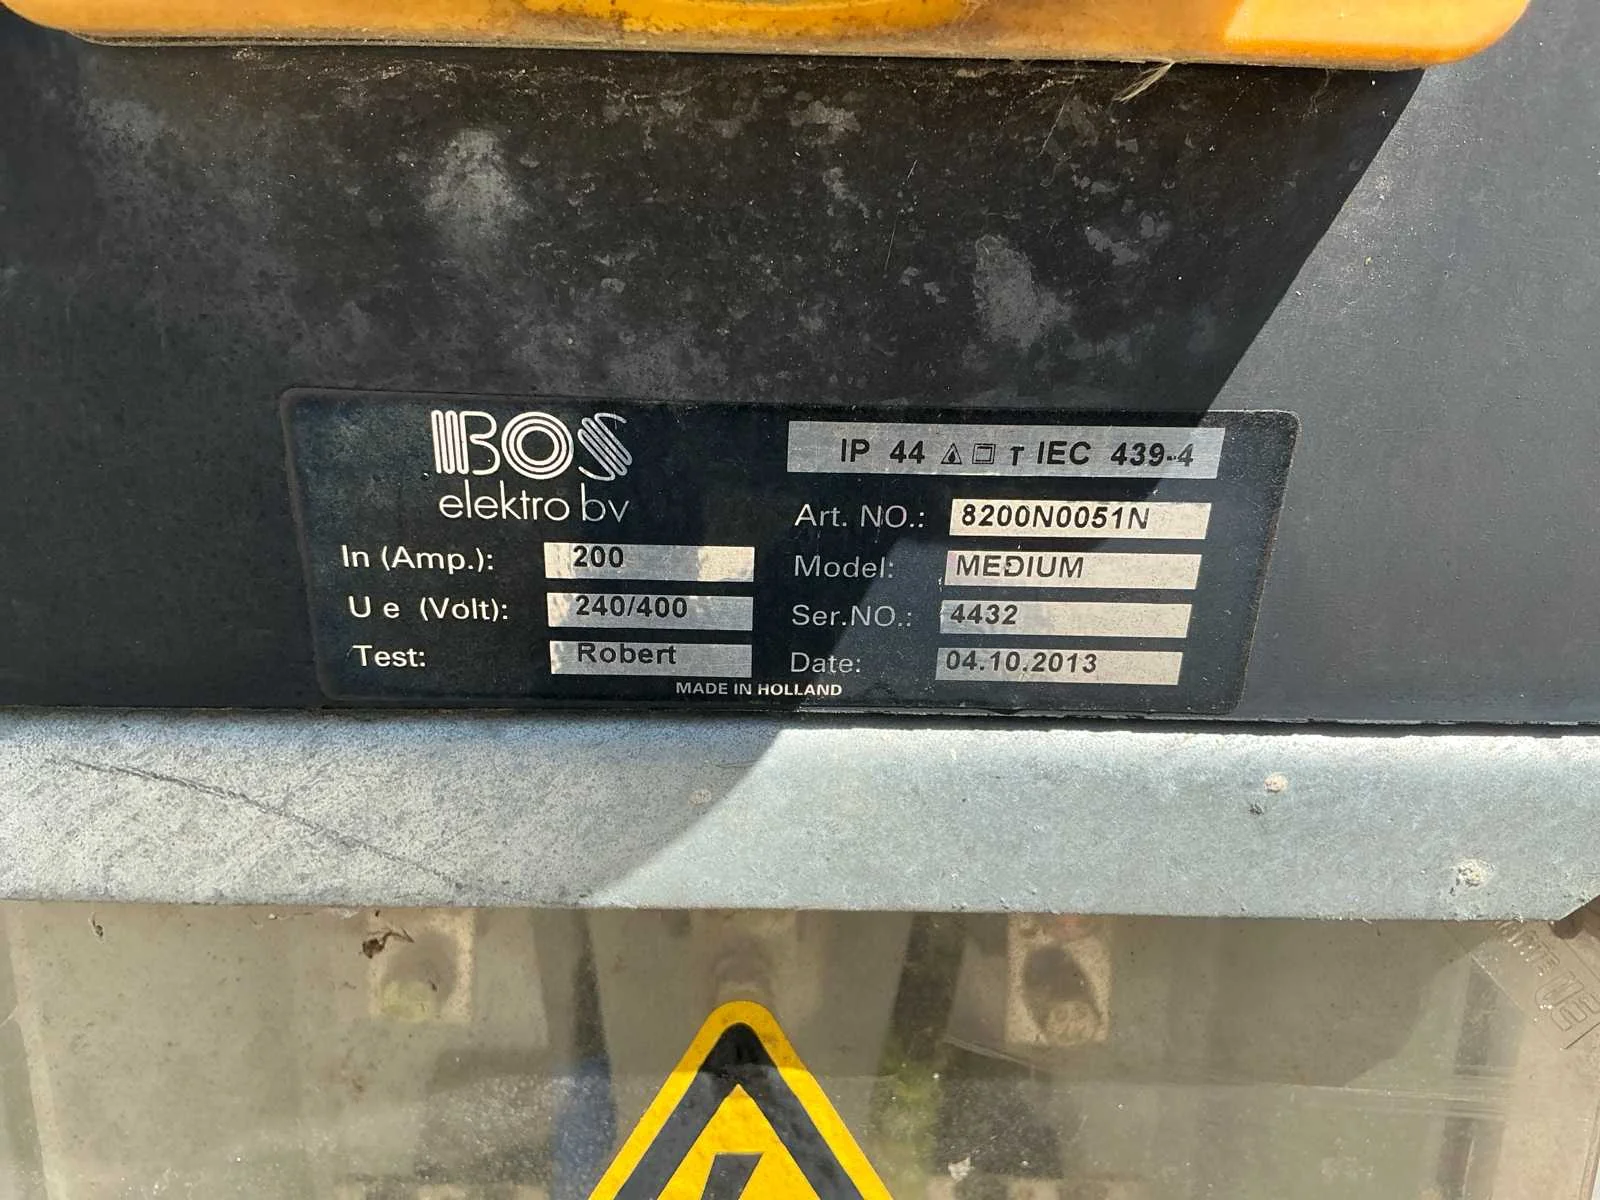 BOS
elektro bv
IP 44 IEC 439-4
Art. NO.: 8200N0051N
In (Amp.): 200
Model: MEDIUM
U e (Volt): 240/400
Ser.NO.: 4432
Test: Robert
Date: 04.10.2013
MADE IN HOLLAND